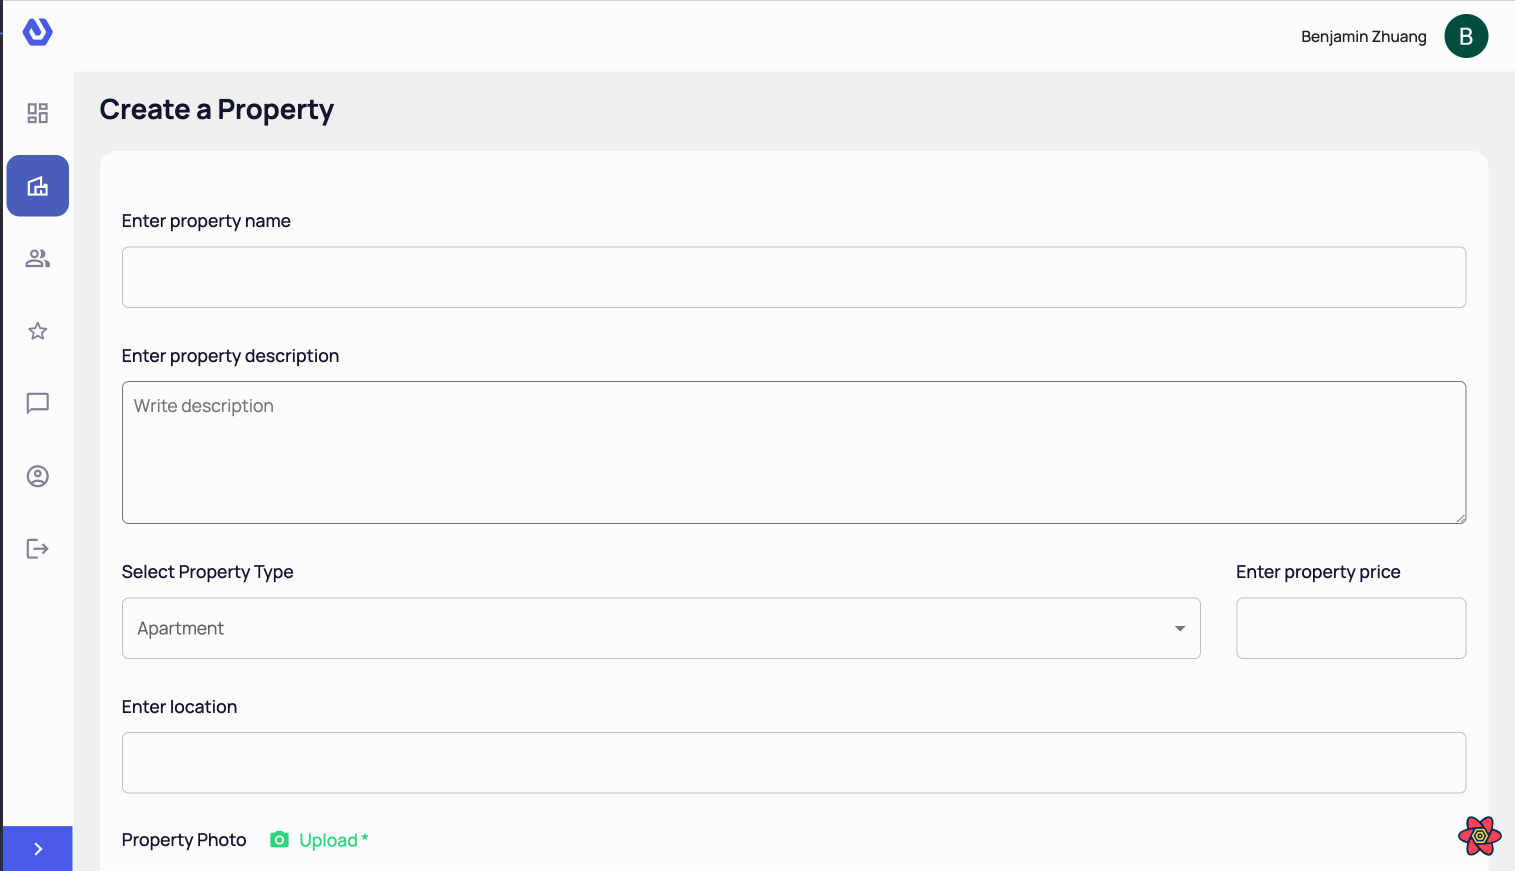 Benjamin Zhuang
B
Create a Property
Enter property name
Enter property description
Write description
Select Property Type
Enter property price
Apartment
Enter location
Property Photo
Upload *